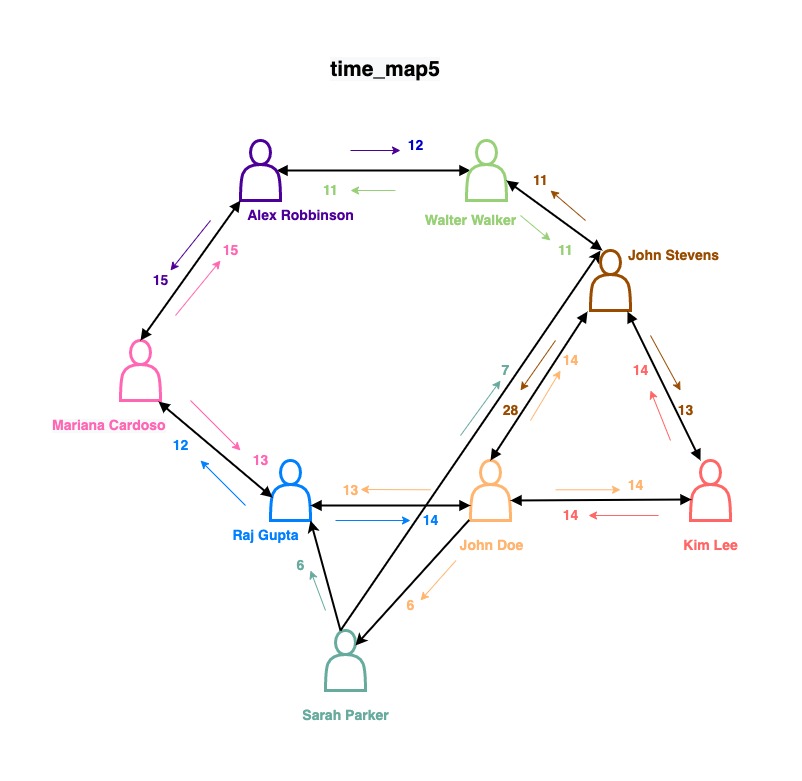 time_map5
12
11
Alex Robbinson
Walter Walker
11
11
John Stevens
15
15
7
14
28
14
13
Mariana Cardoso
12
13
13
14
14
14
Raj Gupta
John Doe
Kim Lee
6
6
Sarah Parker